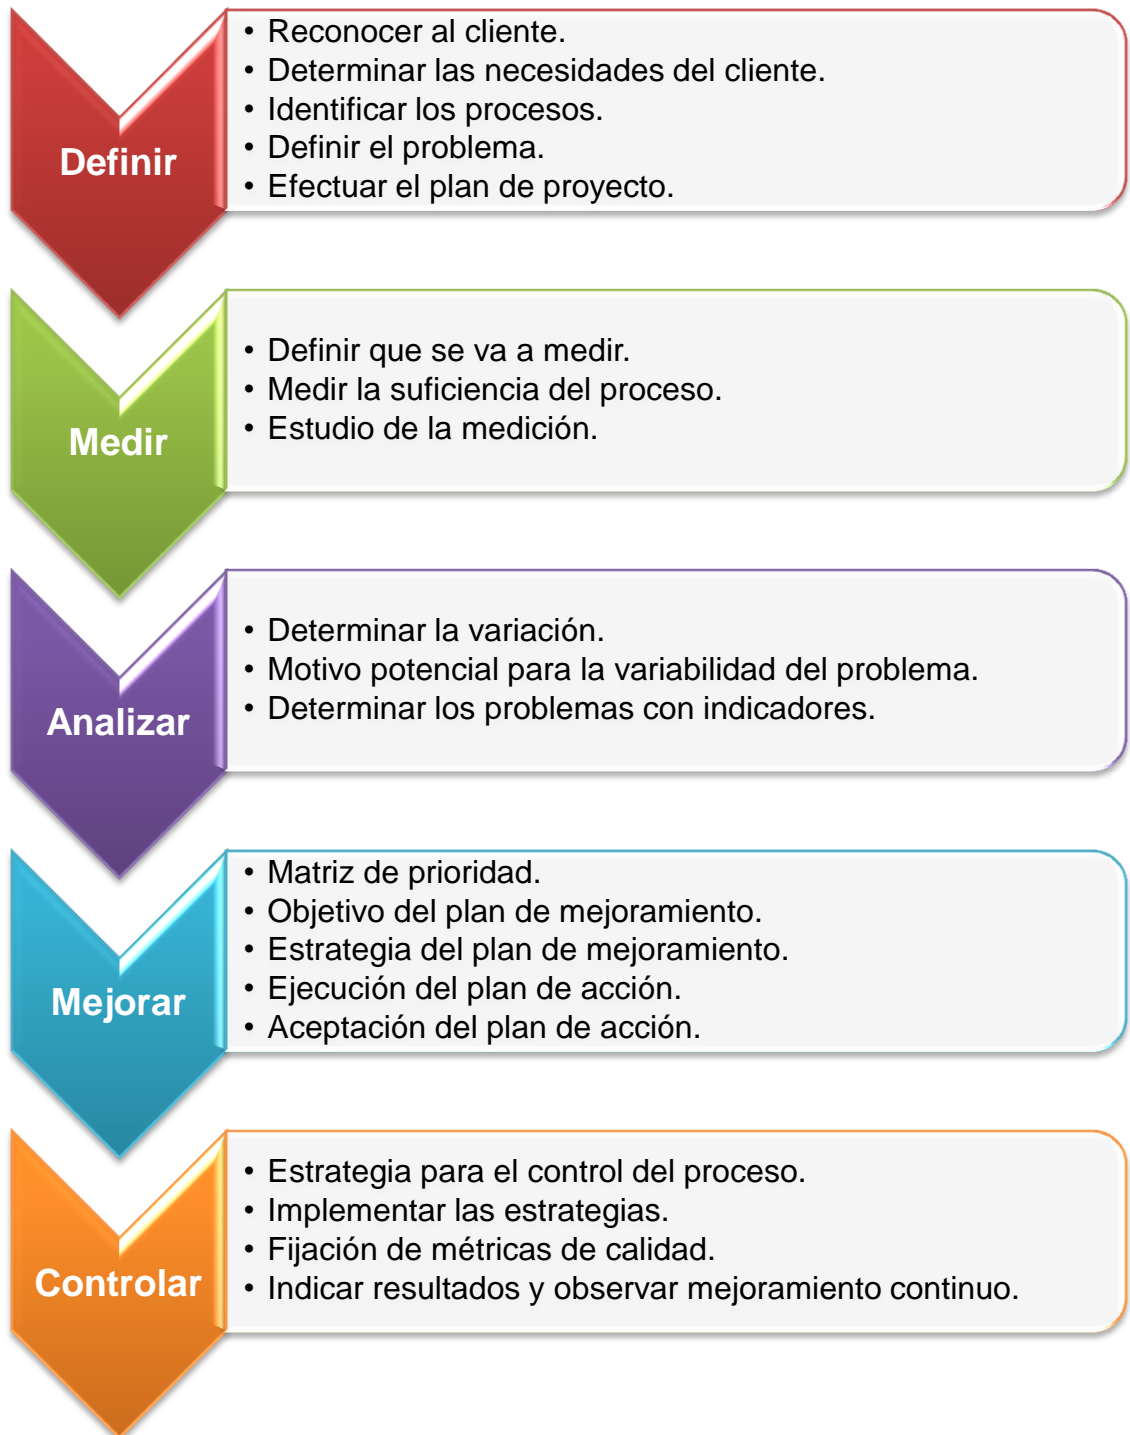 Definir
• Reconocer al cliente.
• Determinar las necesidades del cliente.
• Identificar los procesos.
• Definir el problema.
• Efectuar el plan de proyecto.
Medir
• Definir que se va a medir.
• Medir la suficiencia del proceso.
• Estudio de la medición.
Analizar
• Determinar la variación.
• Motivo potencial para la variabilidad del problema.
• Determinar los problemas con indicadores.
Mejorar
• Matriz de prioridad.
• Objetivo del plan de mejoramiento.
• Estrategia del plan de mejoramiento.
• Ejecución del plan de acción.
• Aceptación del plan de acción.
Controlar
• Estrategia para el control del proceso.
• Implementar las estrategias.
• Fijación de métricas de calidad.
• Indicar resultados y observar mejoramiento continuo.